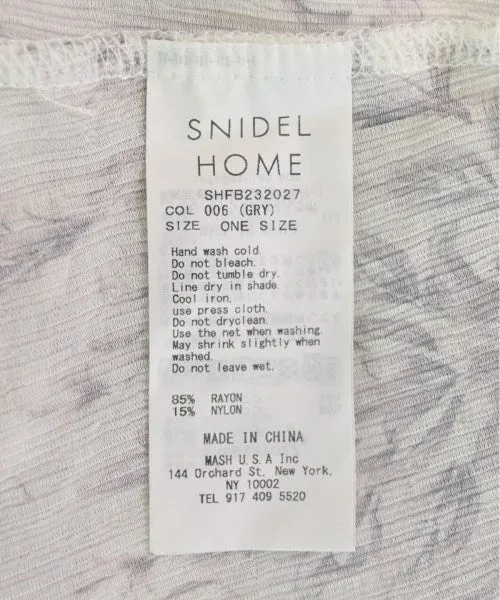 SNIDEL
HOME
SHFB232027
COL 006 (GRY)
SIZE ONE SIZE
Hand wash cold.
Do not bleach.
Do not tumble dry.
Line dry in shade.
Cool iron,
use press cloth.
Do not dryclean.
Use the net when washing.
May shrink slightly when
washed.
Do not leave wet.
85% RAYON
15% NYLON
MADE IN CHINA
MASH U.S.A Inc
144 Orchard St. New York.
NY 10002
TEL 917 409 5520